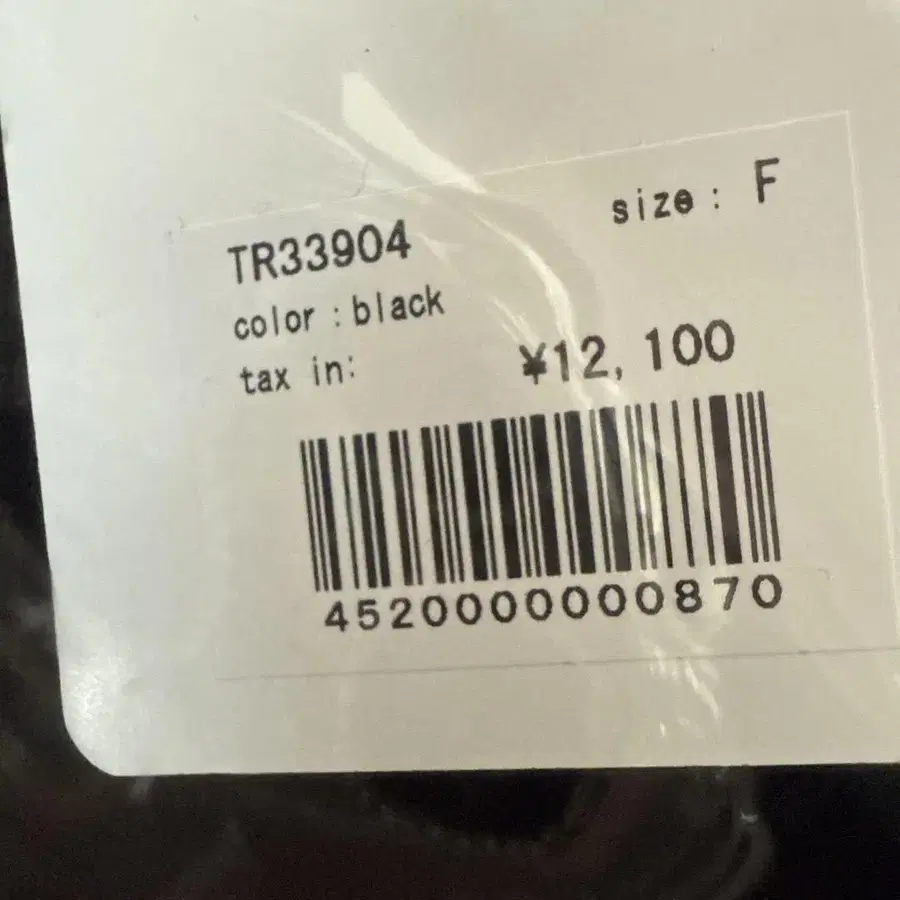 size: F
TR33904
color:black
tax in: ¥12,100
4520000000870